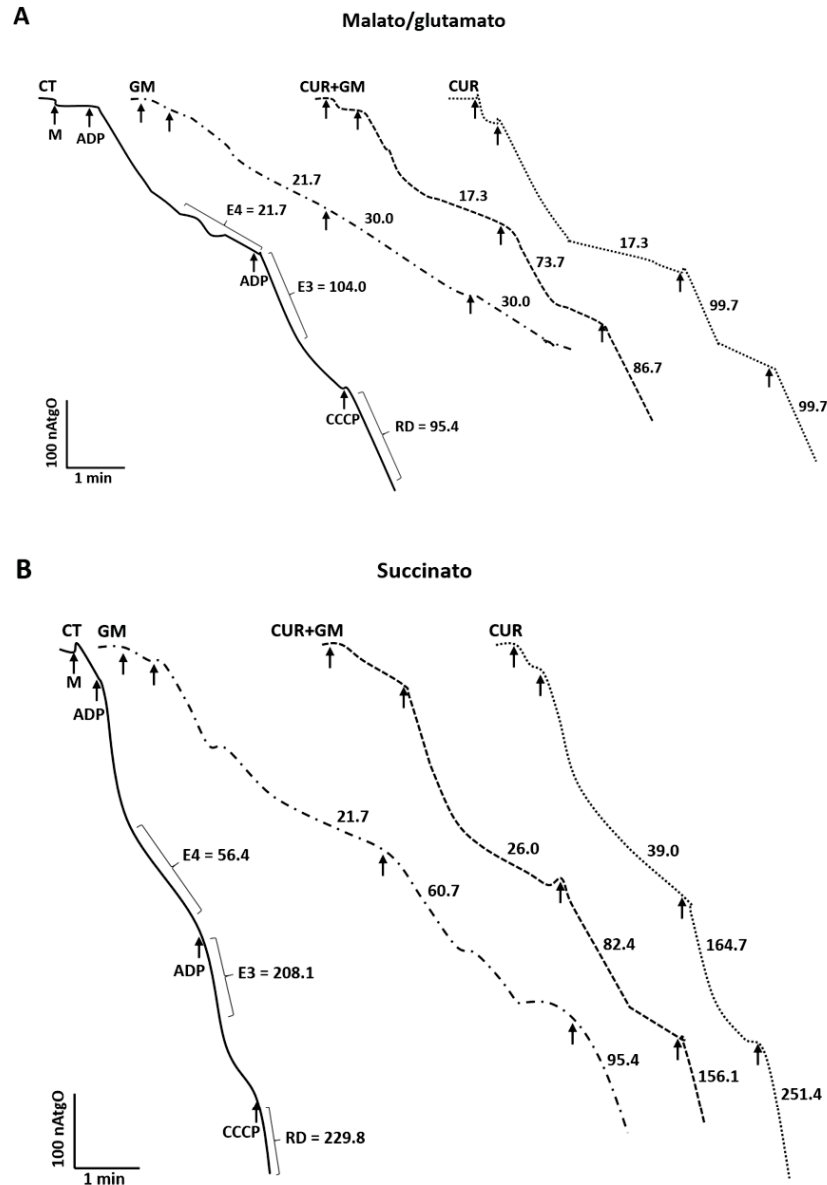 A
Malato/glutamato
CT
GM
CUR+GM
CUR
M
ADP
21.7
17.3
17.3
E4 = 21.7
ADP
30.0
73.7
E3 = 104.0
30.0
99.7
86.7
CCCP
RD = 95.4
99.7
100 nAtgO
1 min
B
Succinato
CT
GM
CUR+GM
CUR
M
ADP
21.7
26.0
39.0
E4 = 56.4
60.7
82.4
164.7
ADP
E3 = 208.1
95.4
156.1
251.4
CCCP
RD = 229.8
100 nAtgO
1 min